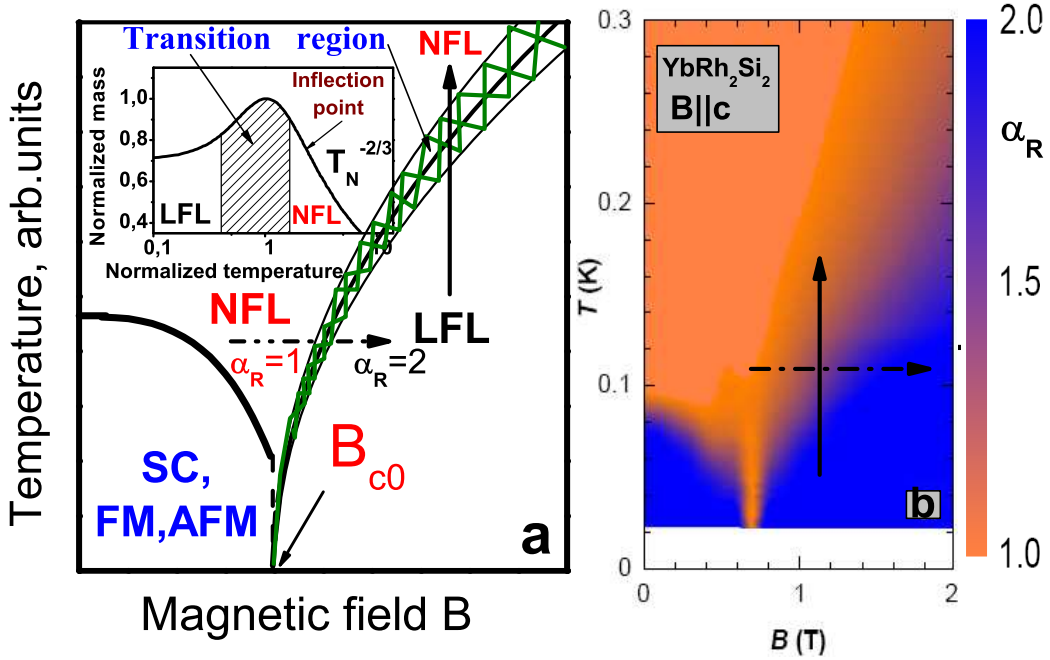 Temperature, arb.units
Transition region
NFL
Normalized mass
1,0
0,8
0,6
0,4
Inflection
point
T_N^-2/3
LFL
NFL
0,1
1
Normalized temperature
NFL
LFL
α_R=1
α_R=2
B_c0
SC,
FM,AFM
a
Magnetic field B
T (K)
0.3
0.2
0.1
0
YbRh_2Si_2
B||c
b
0
1
2
B (T)
2.0
α_R
1.5
1.0